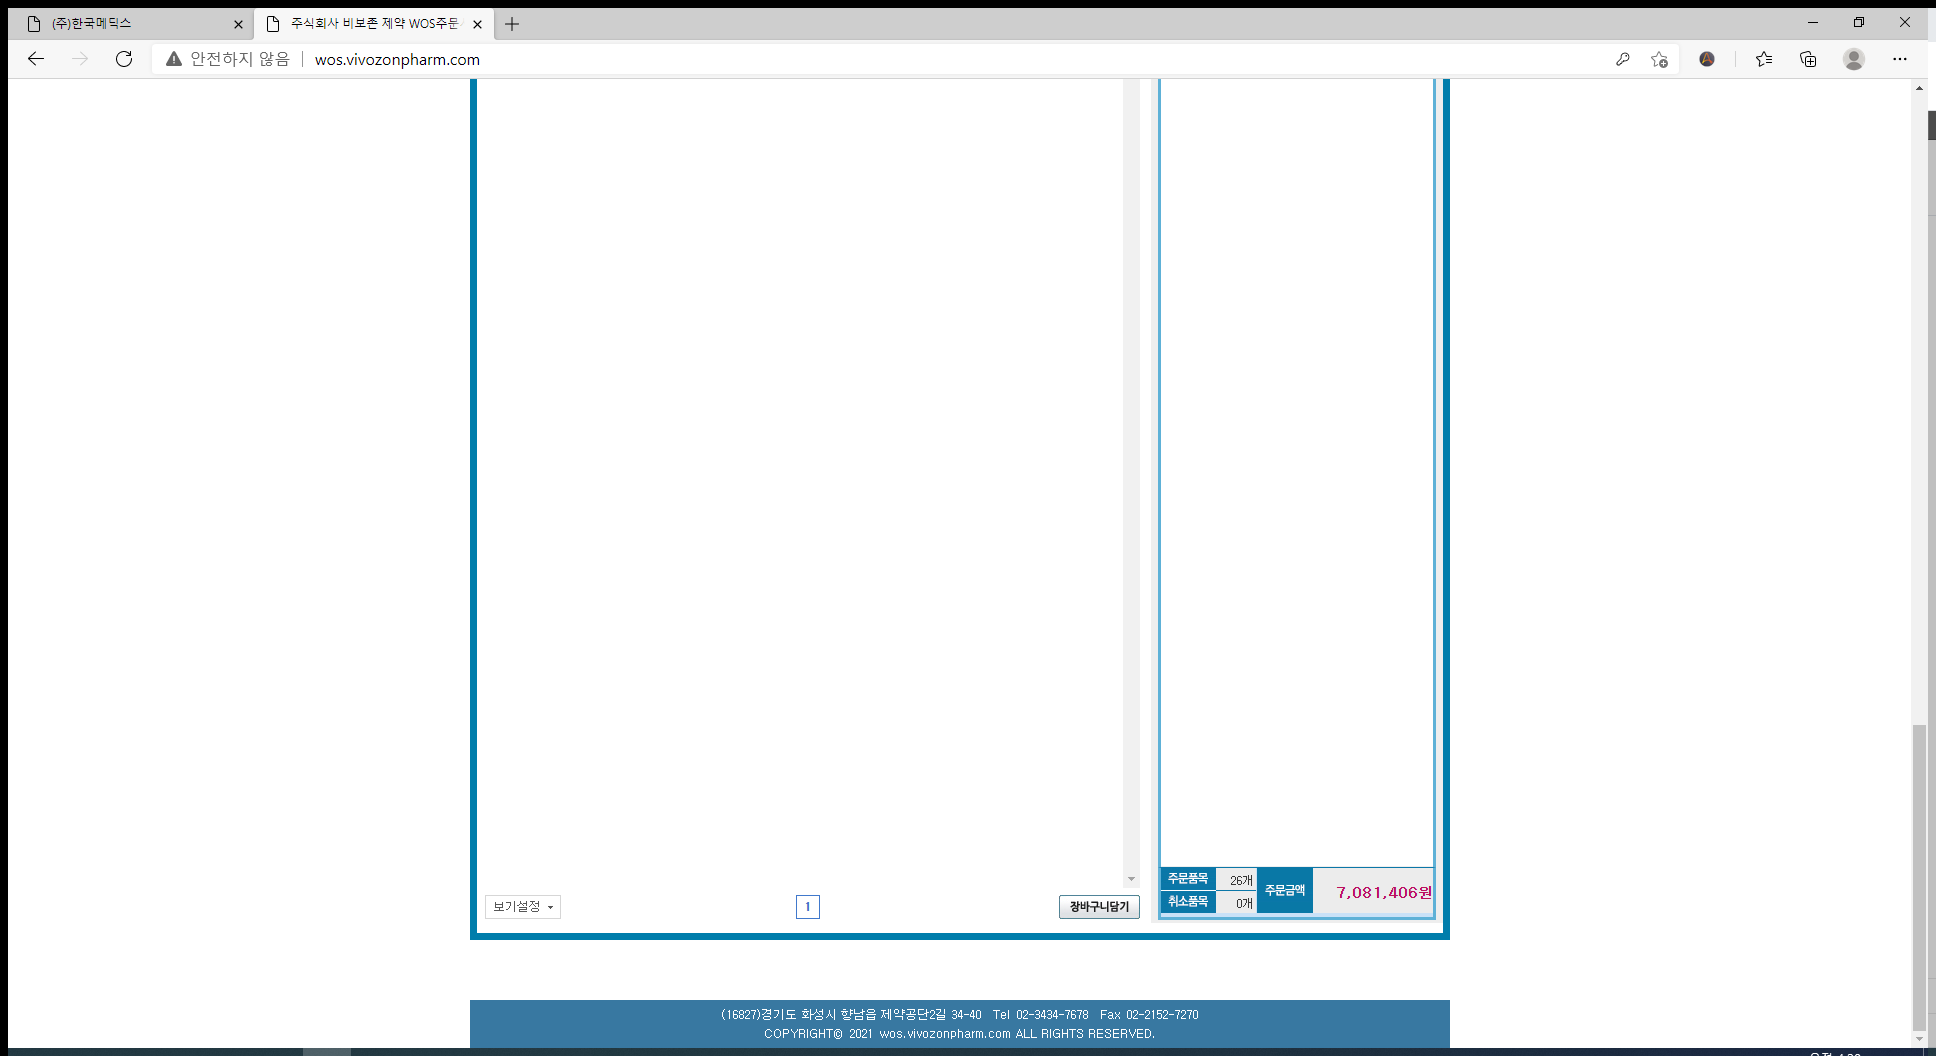 (주)한국메딕스
주식회사 비보존 제약 WOS주문
안전하지 않음
wos.vivozonpharm.com
보기설정
1
장바구니담기
주문품목 26개
취소품목 0개
주문금액 7,081,406원
(16827)경기도 화성시 향남읍 제약공단2길 34-40 Tel 02-3434-7678 Fax 02-2152-7270
COPYRIGHT© 2021 wos.vivozonpharm.com ALL RIGHTS RESERVED.